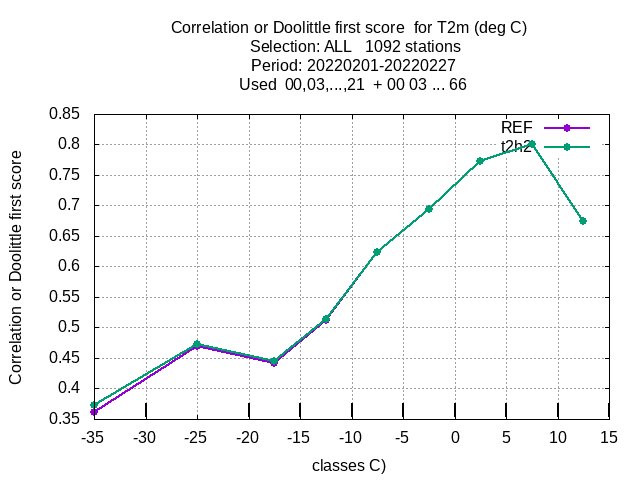 Correlation or Doolittle first score  for T2m (deg C)
Selection: ALL   1092 stations
Period: 20220201-20220227
Used  00,03,...,21  + 00 03 ... 66
Correlation or Doolittle first score
0.85
0.8
0.75
0.7
0.65
0.6
0.55
0.5
0.45
0.4
0.35
REF
t2h2
-35 -30 -25 -20 -15 -10 -5 0 5 10 15
classes C)